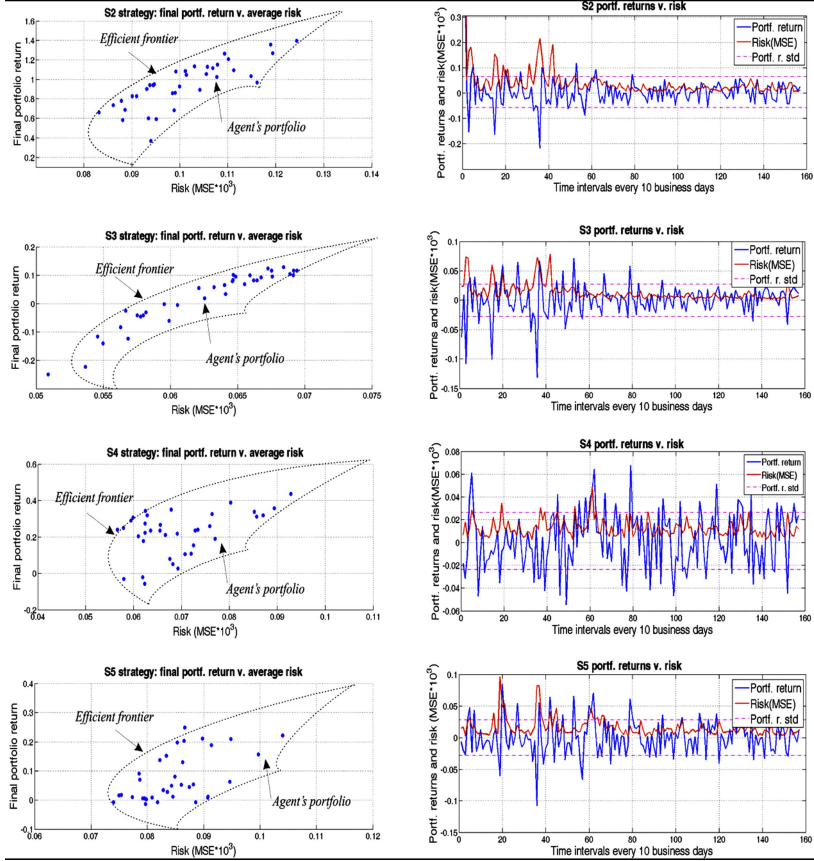 S2 strategy: final portf. return v. average risk
Final portfolio return
1.6
1.4
1.2
1
0.8
0.6
0.4
0.2
Efficient frontier
Agent's portfolio
0.08 0.09 0.1 0.11 0.12 0.13 0.14
Risk (MSE*10³)
S2 portf. returns v. risk
Portf. returns and risk(MSE*10³)
0.3
0.2
0.1
0
-0.1
-0.2
Portf. return
Risk(MSE)
Portf. r. std
0 20 40 60 80 100 120 140 160
Time intervals every 10 business days
S3 strategy: final portf. return v. average risk
Final portfolio return
0.2
0.1
0
-0.1
-0.2
Efficient frontier
Agent's portfolio
0.05 0.055 0.06 0.065 0.07 0.075
Risk (MSE*10³)
S3 portf. returns v. risk
Portf. returns and risk(MSE*10³)
0.1
0.05
0
-0.05
-0.1
-0.15
Portf. return
Risk(MSE)
Portf. r. std
0 20 40 60 80 100 120 140 160
Time intervals every 10 business days
S4 strategy: final portf. return v. average risk
Final portfolio return
0.6
0.4
0.2
0
-0.2
Efficient frontier
Agent's portfolio
0.04 0.05 0.06 0.07 0.08 0.09 0.1 0.11
Risk (MSE*10³)
S4 portf. returns v. risk
Portf. returns and risk(MSE*10³)
0.08
0.06
0.04
0.02
0
-0.02
-0.04
-0.06
Portf. return
Risk(MSE)
Portf. r. std
0 20 40 60 80 100 120 140 160
Time intervals every 10 business days
S5 strategy: final portf. return v. average risk
Final portfolio return
0.4
0.3
0.2
0.1
0
-0.1
Efficient frontier
Agent's portfolio
0.06 0.07 0.08 0.09 0.1 0.11 0.12
Risk (MSE*10³)
S5 portf. returns v. risk
Portf. returns and risk (MSE*10³)
0.1
0.05
0
-0.05
-0.1
-0.15
Portf. return
Risk(MSE)
Portf. r. std
0 20 40 60 80 100 120 140 160
Time intervals every 10 business days